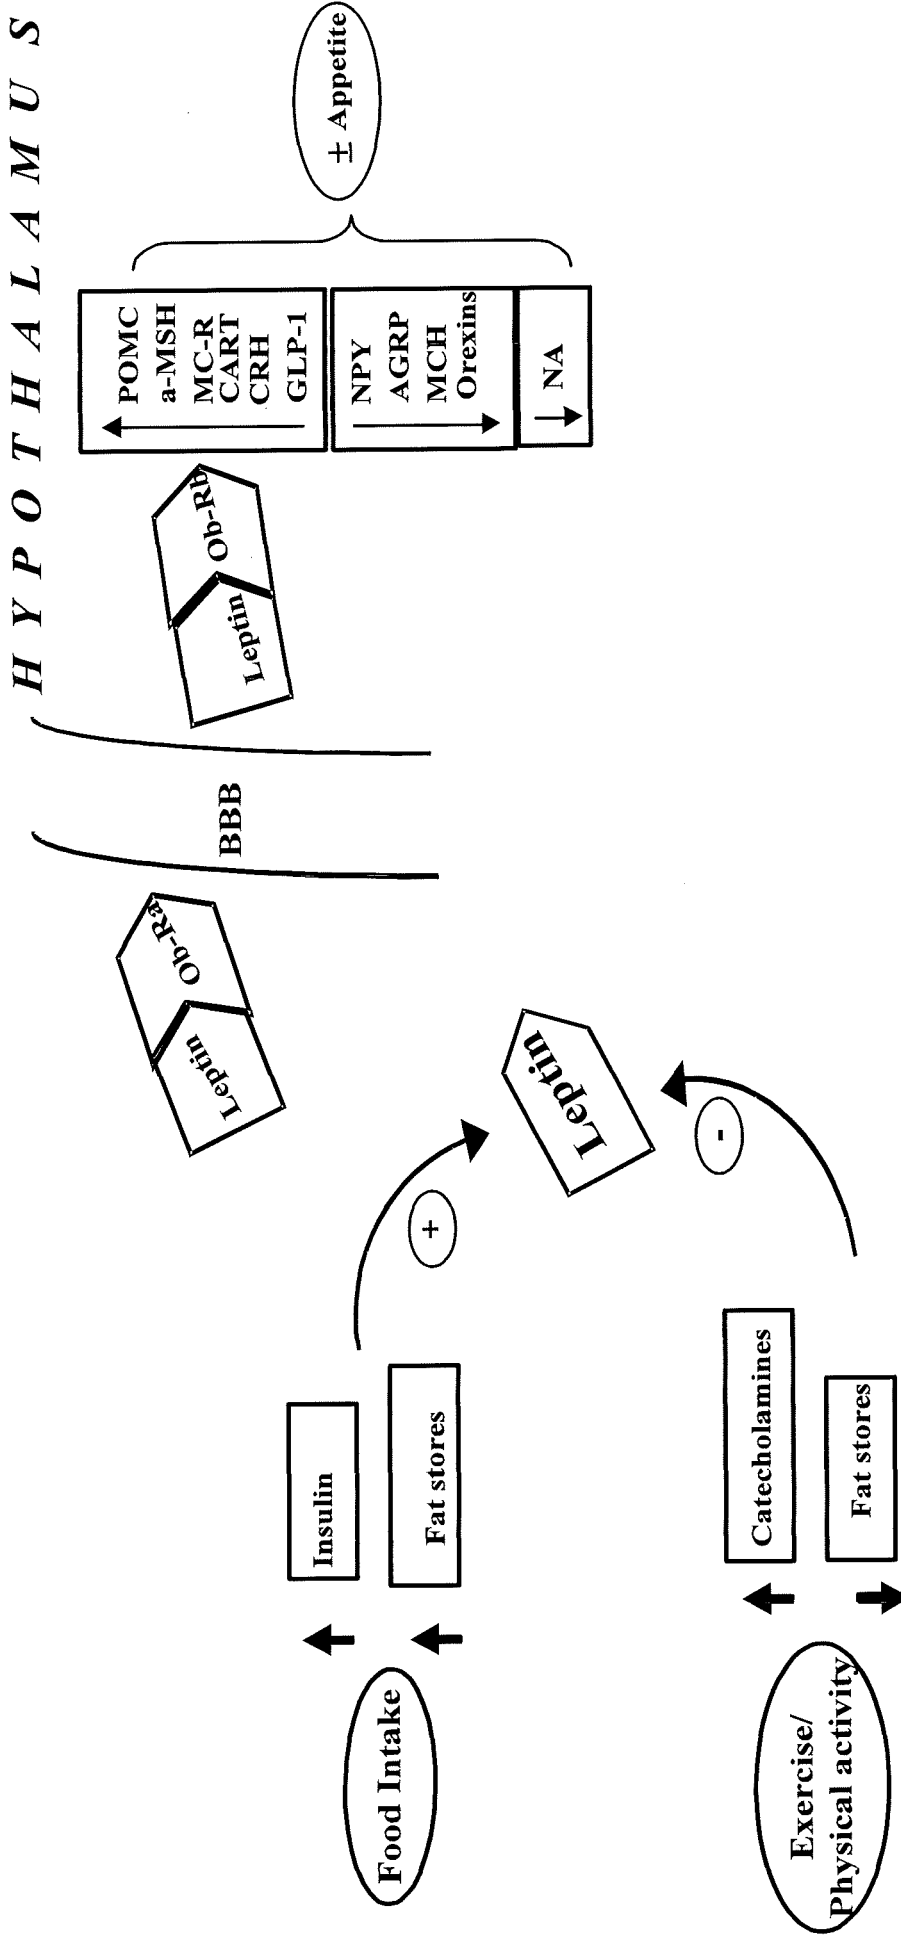 H Y P O T H A L A M U S
Food Intake
Insulin
Fat stores
+
Exercise/
Physical activity
Catecholamines
Fat stores
-
Leptin
Leptin
Ob-Ra
BBB
Leptin
Ob-Rb
POMC
a-MSH
MC-R
CART
CRH
GLP-1
NPY
AGRP
MCH
Orexins
NA
± Appetite